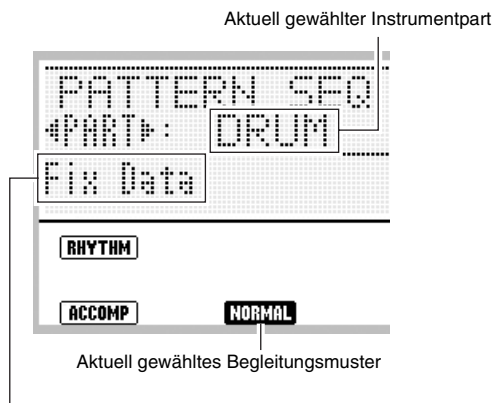 Aktuell gewählter Instrumentpart
PATTERN SEQ
◄PART►: DRUM
Fix Data
RHYTHM
ACCOMP NORMAL
Aktuell gewähltes Begleitungsmuster